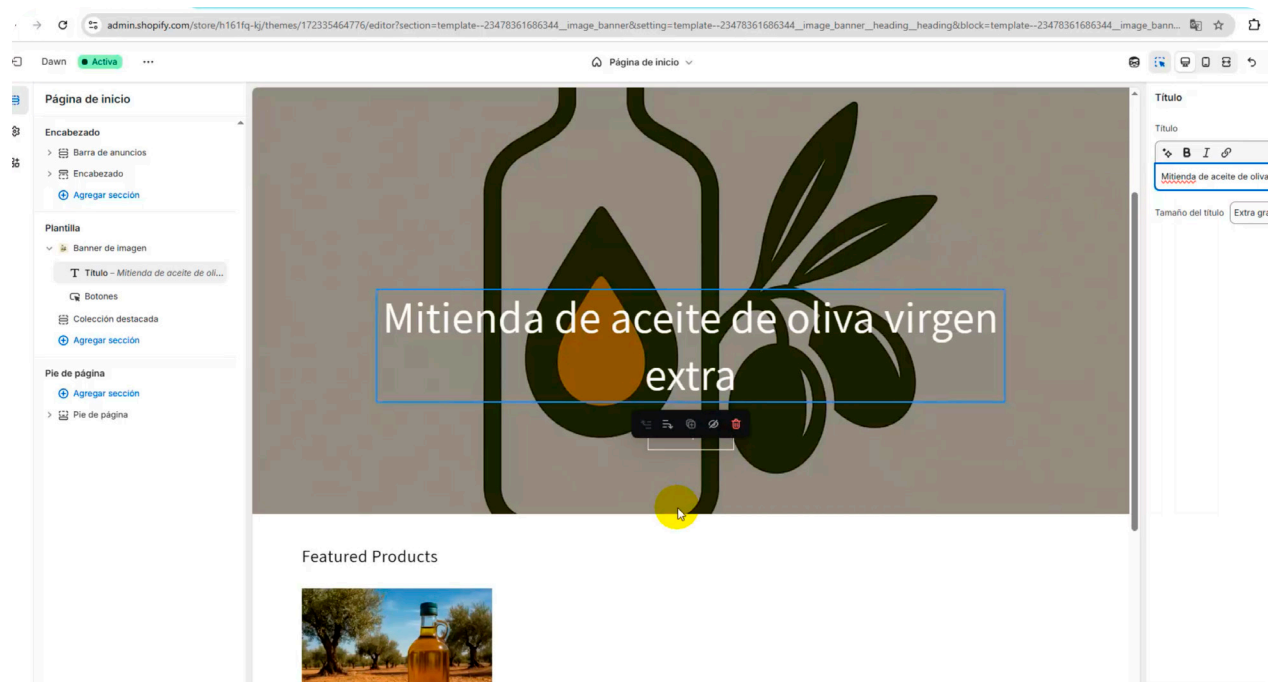 admin.shopify.com/store/h161fq-kj/themes/172335464776/editor?section=template--23478361686344__image_banner&setting=template--23478361686344__image_banner__heading_heading&block=template--23478361686344__image_bann...
Dawn
Activa
...
Página de inicio
Página de inicio
Encabezado
Barra de anuncios
Encabezado
Agregar sección
Plantilla
Banner de imagen
Título – Mitienda de aceite de oli...
Botones
Colección destacada
Agregar sección
Pie de página
Agregar sección
Pie de página
Mitienda de aceite de oliva virgen
extra
Featured Products
Título
Título
B I
Mitienda de aceite de oliva
Tamaño del título
Extra gra